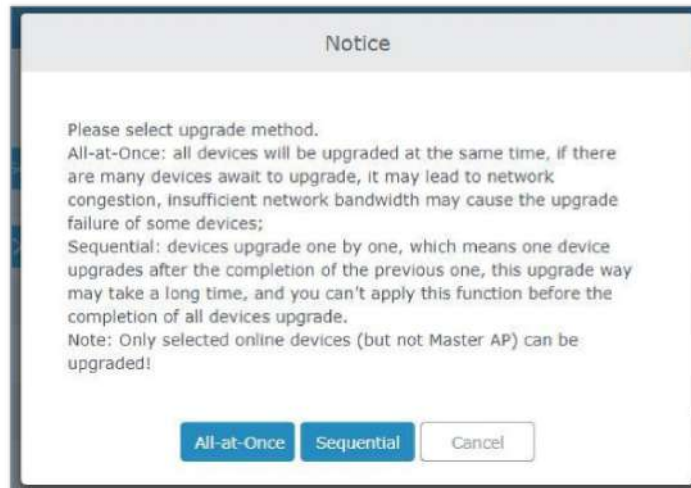 Notice
Please select upgrade method.
All-at-Once: all devices will be upgraded at the same time, if there
are many devices await to upgrade, it may lead to network
congestion, insufficient network bandwidth may cause the upgrade
failure of some devices;
Sequential: devices upgrade one by one, which means one device
upgrades after the completion of the previous one, this upgrade way
may take a long time, and you can't apply this function before the
completion of all devices upgrade.
Note: Only selected online devices (but not Master AP) can be
upgraded!
All-at-Once Sequential Cancel